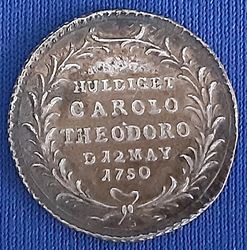 HULDIGET
CAROLO
THEODORO
D 12 MAY
1750